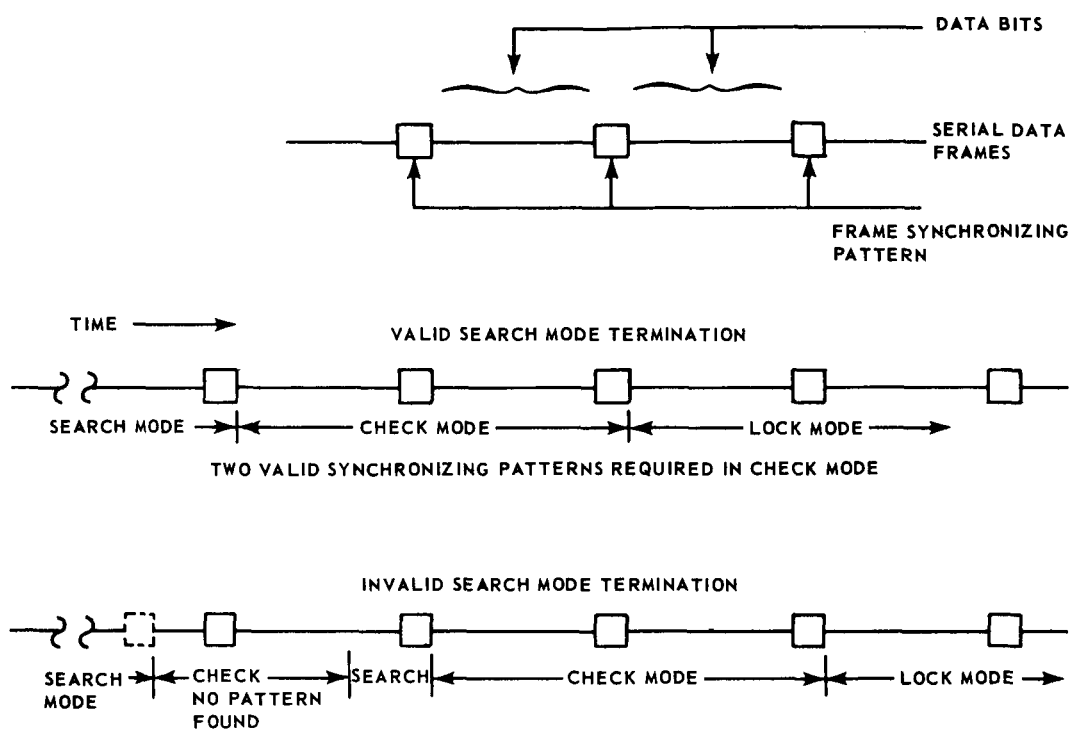 DATA BITS
SERIAL DATA
FRAMES
FRAME SYNCHRONIZING
PATTERN
TIME
VALID SEARCH MODE TERMINATION
SEARCH MODE
CHECK MODE
LOCK MODE
TWO VALID SYNCHRONIZING PATTERNS REQUIRED IN CHECK MODE
INVALID SEARCH MODE TERMINATION
SEARCH
MODE
CHECK
NO PATTERN
FOUND
SEARCH
CHECK MODE
LOCK MODE